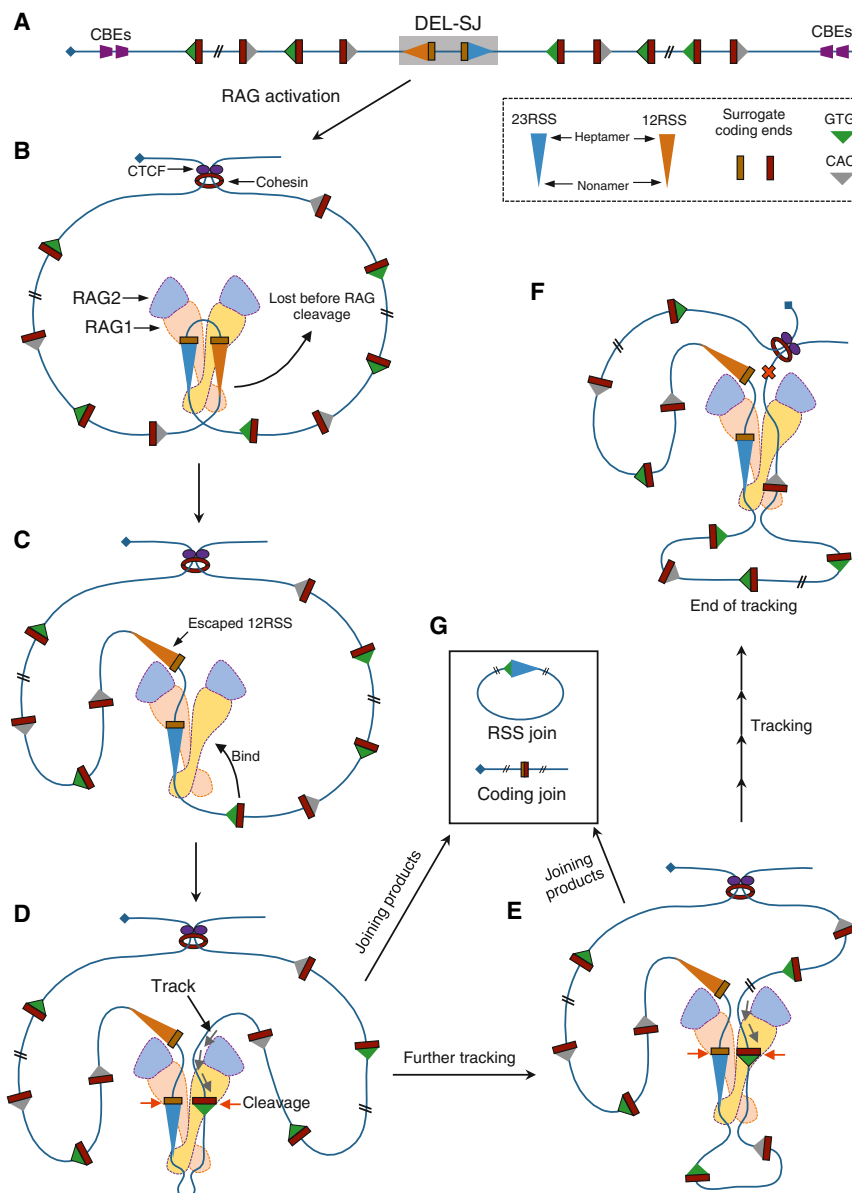 A
DEL-SJ
CBEs
CBEs
RAG activation
23RSS
12RSS
Surrogate
coding ends
GTG
CAC
Heptamer
Nonamer
B
CTCF
Cohesin
RAG2
RAG1
Lost before RAG
cleavage
F
End of tracking
C
Escaped 12RSS
Bind
G
RSS join
Coding join
Tracking
Joining products
Joining
products
D
Track
Cleavage
Further tracking
E